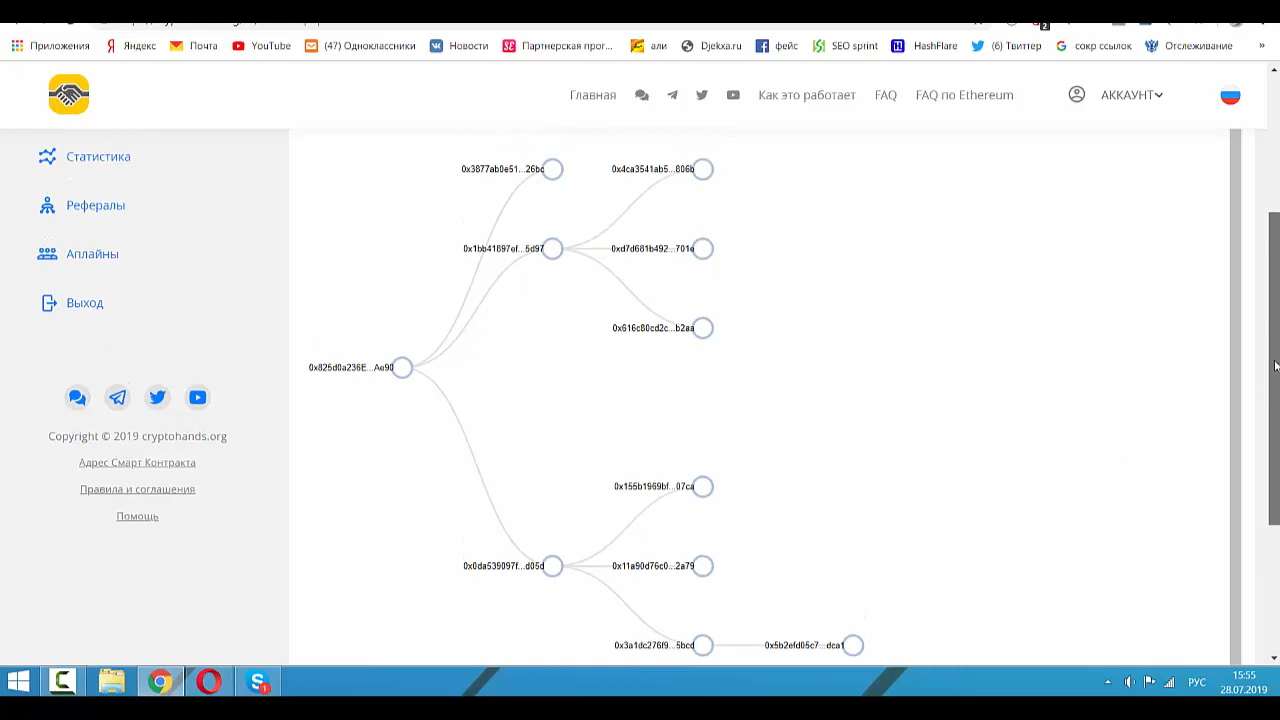 Приложения Яндекс Почта YouTube (47) Одноклассники Новости Партнерская прог... али Djekxa.ru фейс SEO sprint HashFlare (6) Твиттер сокр ссылок Отслеживание »
Главная Как это работает FAQ FAQ по Ethereum АККАУНТ
Статистика
Рефералы
Аплайны
Выход
0x3877ab0e51...26bc 0x4ca3541ab5...806b
0x1bb41897ef...5d97 0xd7d681b492...701e
0x616c80cd2c...b2aa
0x825d0a236E...Ae90
0x155b1969bf...07ca
0x0da539097f...d05d 0x11a90d76c0...2a79
0x3a1dc276f9...5bcd 0x5b2efd05c7...dca1
Copyright © 2019 cryptohands.org
Адрес Смарт Контракта
Правила и соглашения
Помощь
РУС
15:55
28.07.2019